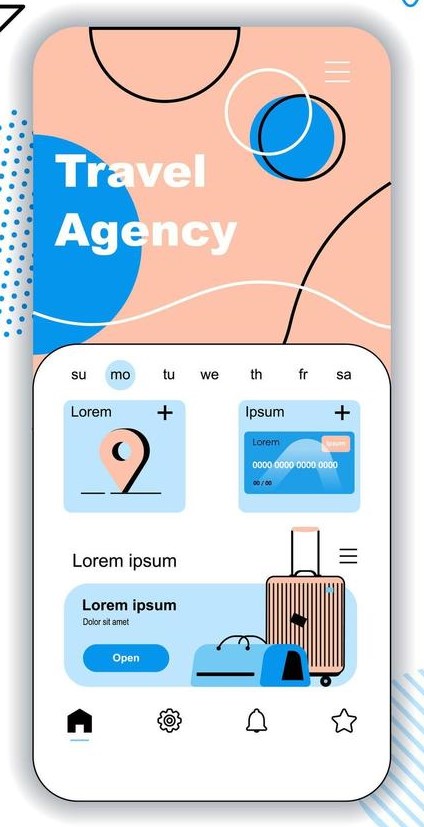 Travel
Agency
su mo tu we th fr sa
Lorem
Ipsum
Lorem
ipsum
0000 0000 0000 0000
00 / 00
Lorem ipsum
Lorem ipsum
Dolor sit amet
Open